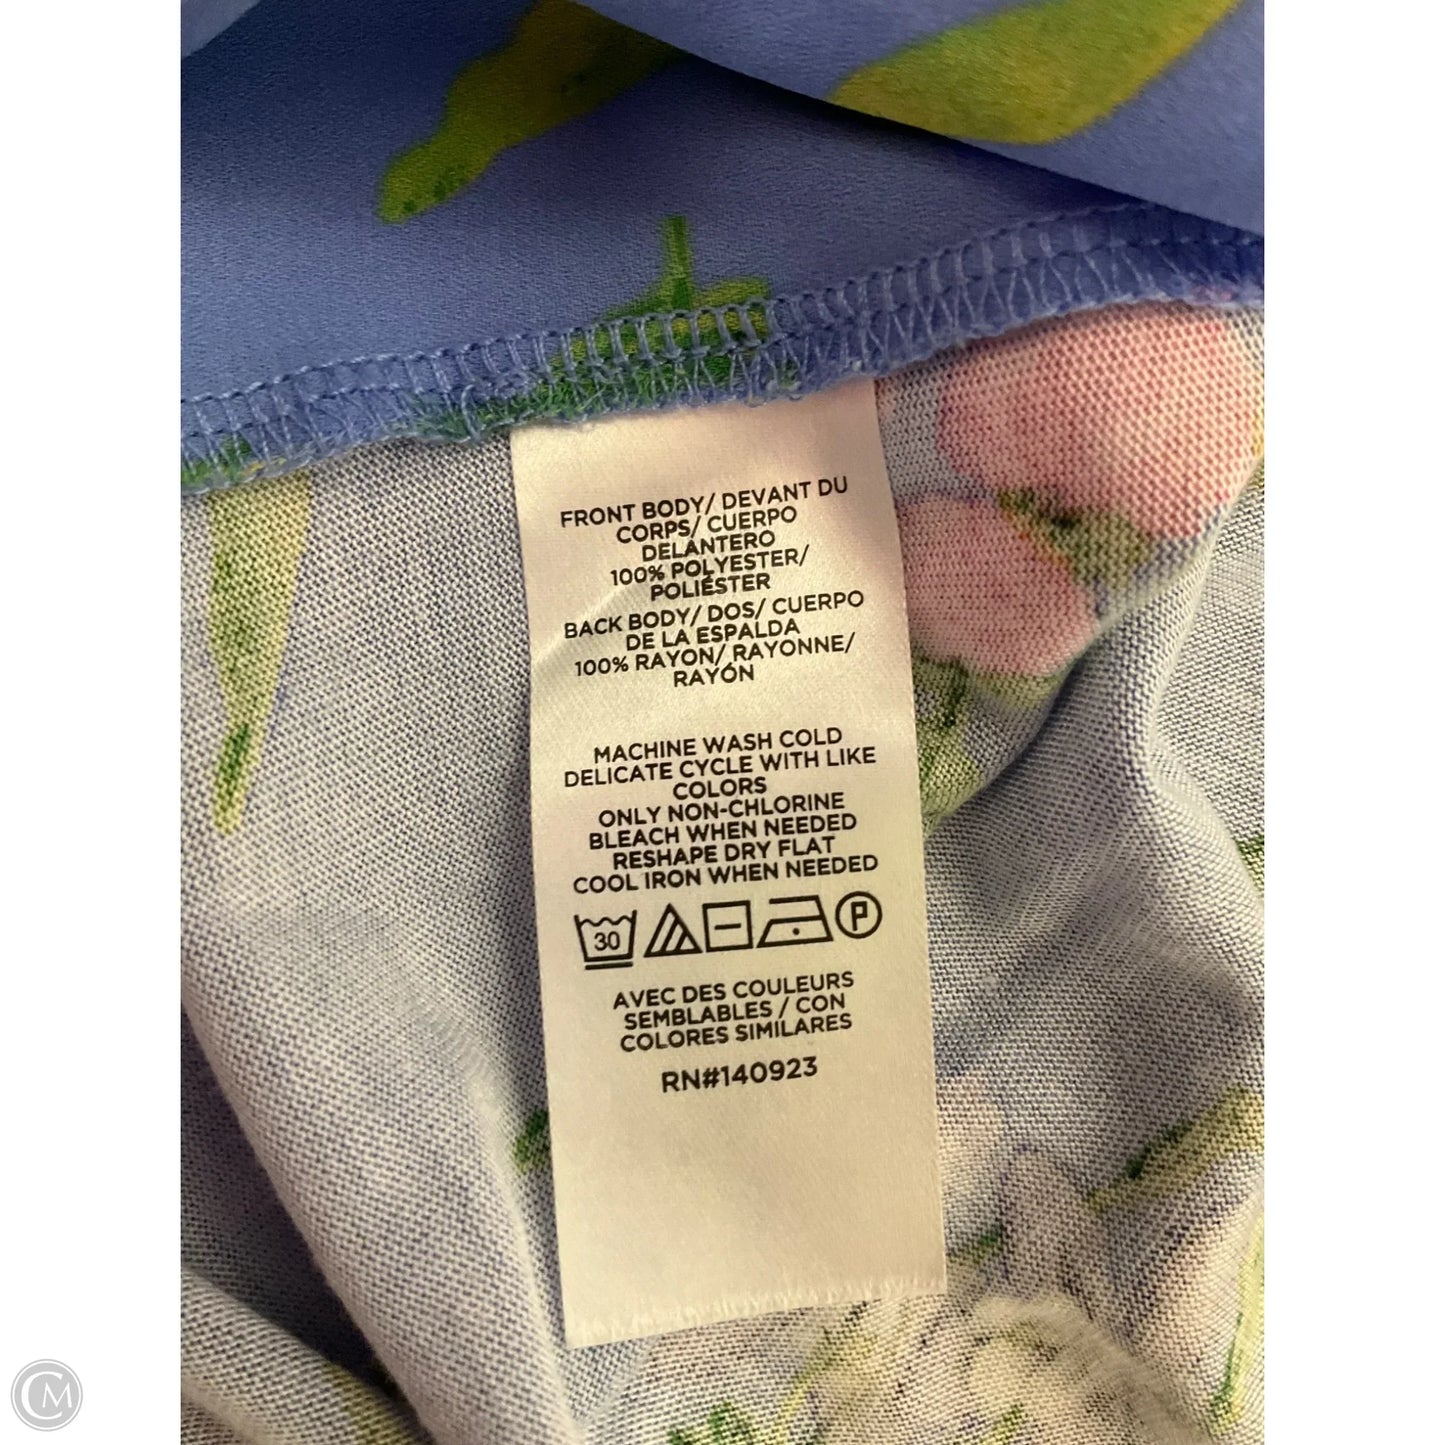 FRONT BODY/ DEVANT DU
CORPS/ CUERPO
DELANTERO
100% POLYESTER/
POLIÉSTER
BACK BODY/ DOS/ CUERPO
DE LA ESPALDA
100% RAYON/ RAYONNE/
RAYÓN
MACHINE WASH COLD
DELICATE CYCLE WITH LIKE
COLORS
ONLY NON-CHLORINE
BLEACH WHEN NEEDED
RESHAPE DRY FLAT
COOL IRON WHEN NEEDED
30 P
AVEC DES COULEURS
SEMBLABLES / CON
COLORES SIMILARES
RN#140923
CM